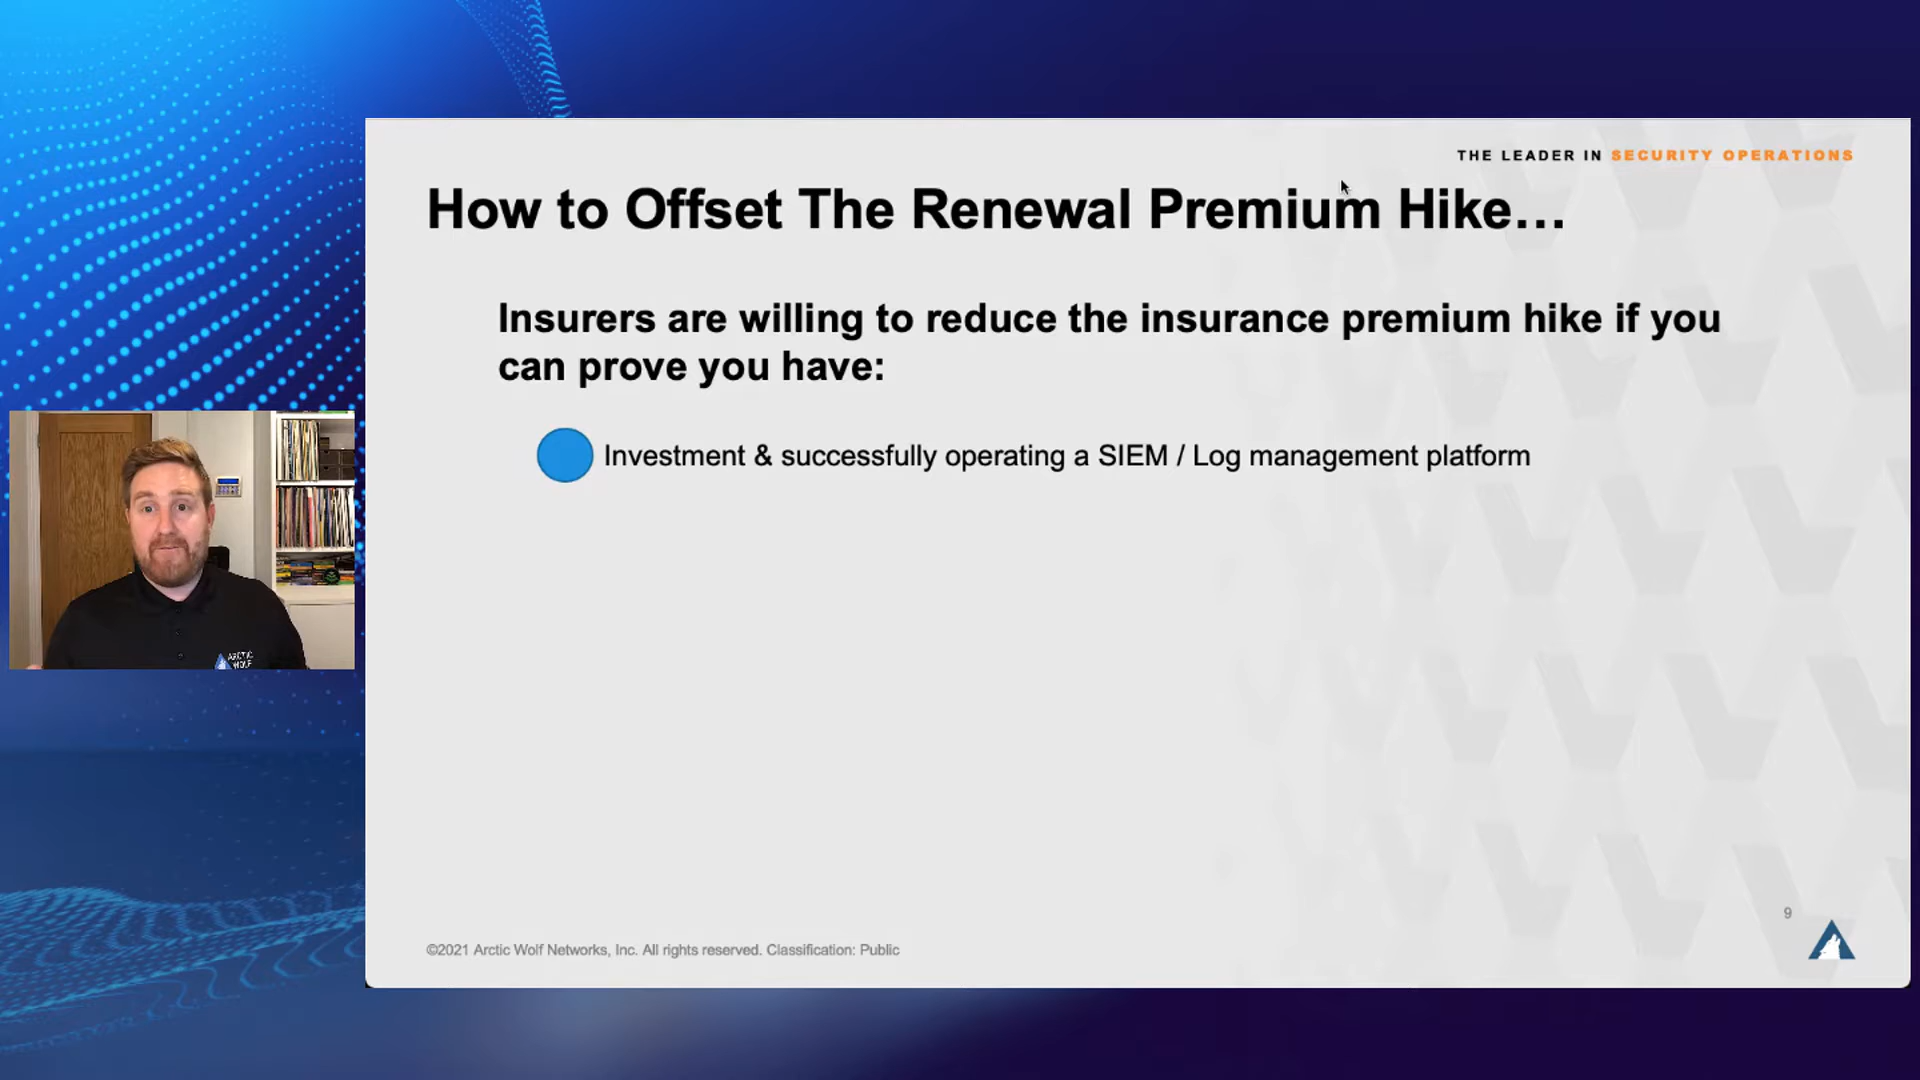 THE LEADER IN SECURITY OPERATIONS
How to Offset The Renewal Premium Hike…
Insurers are willing to reduce the insurance premium hike if you
can prove you have:
Investment & successfully operating a SIEM / Log management platform
ARCTIC
WOLF
9
©2021 Arctic Wolf Networks, Inc. All rights reserved. Classification: Public